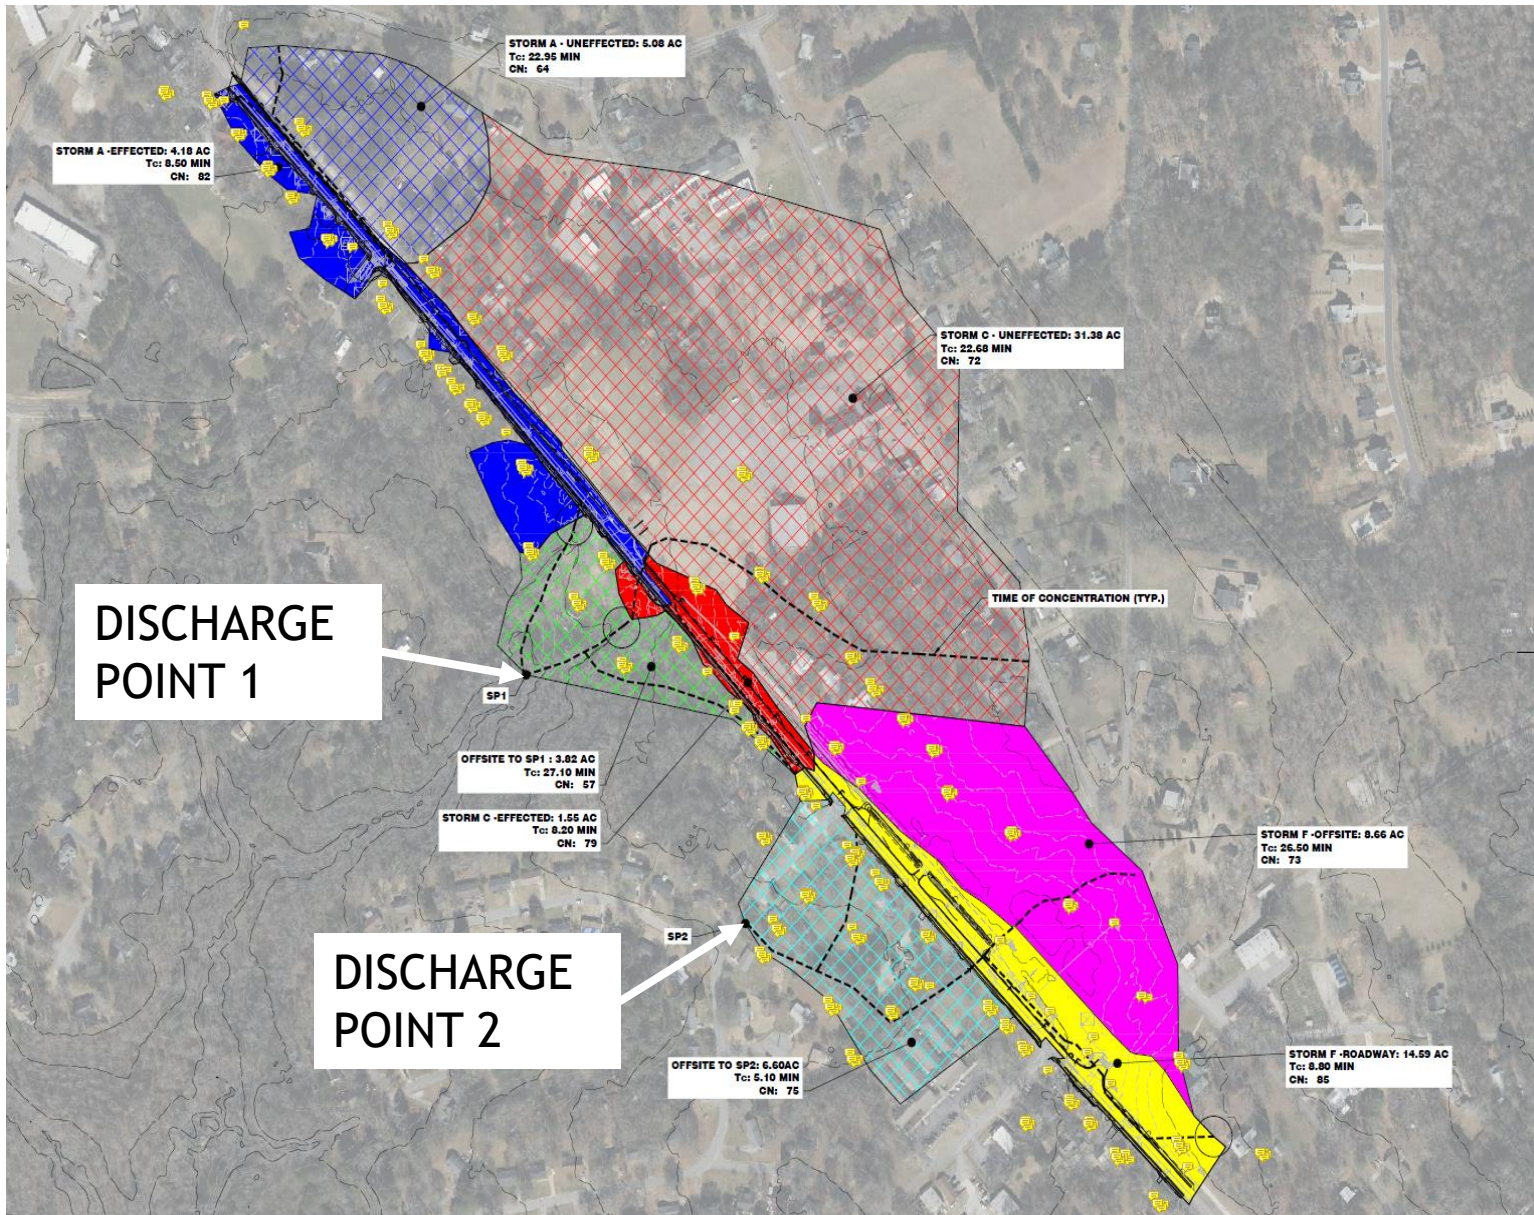 STORM A - UNEFFECTED: 5.08 AC
Tc: 22.95 MIN
CN: 64
STORM A -EFFECTED: 4.18 AC
Tc: 8.50 MIN
CN: 82
STORM C - UNEFFECTED: 31.38 AC
Tc: 22.68 MIN
CN: 72
TIME OF CONCENTRATION (TYP.)
DISCHARGE
POINT 1
SP1
OFFSITE TO SP1 : 3.82 AC
Tc: 27.10 MIN
CN: 57
STORM C -EFFECTED: 1.55 AC
Tc: 8.20 MIN
CN: 79
STORM F -OFFSITE: 8.66 AC
Tc: 26.50 MIN
CN: 73
SP2
DISCHARGE
POINT 2
OFFSITE TO SP2: 6.60AC
Tc: 5.10 MIN
CN: 75
STORM F -ROADWAY: 14.59 AC
Tc: 8.80 MIN
CN: 85